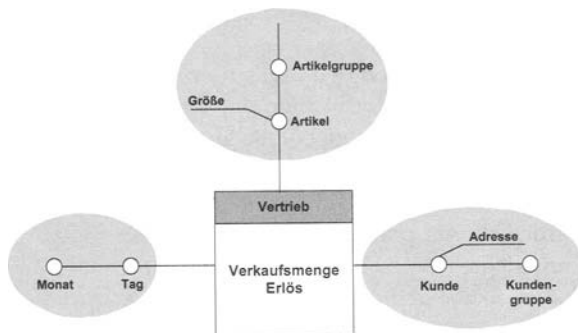 Artikelgruppe
Größe
Artikel
Vertrieb
Verkaufsmenge
Erlös
Monat
Tag
Adresse
Kunde
Kunden-
gruppe